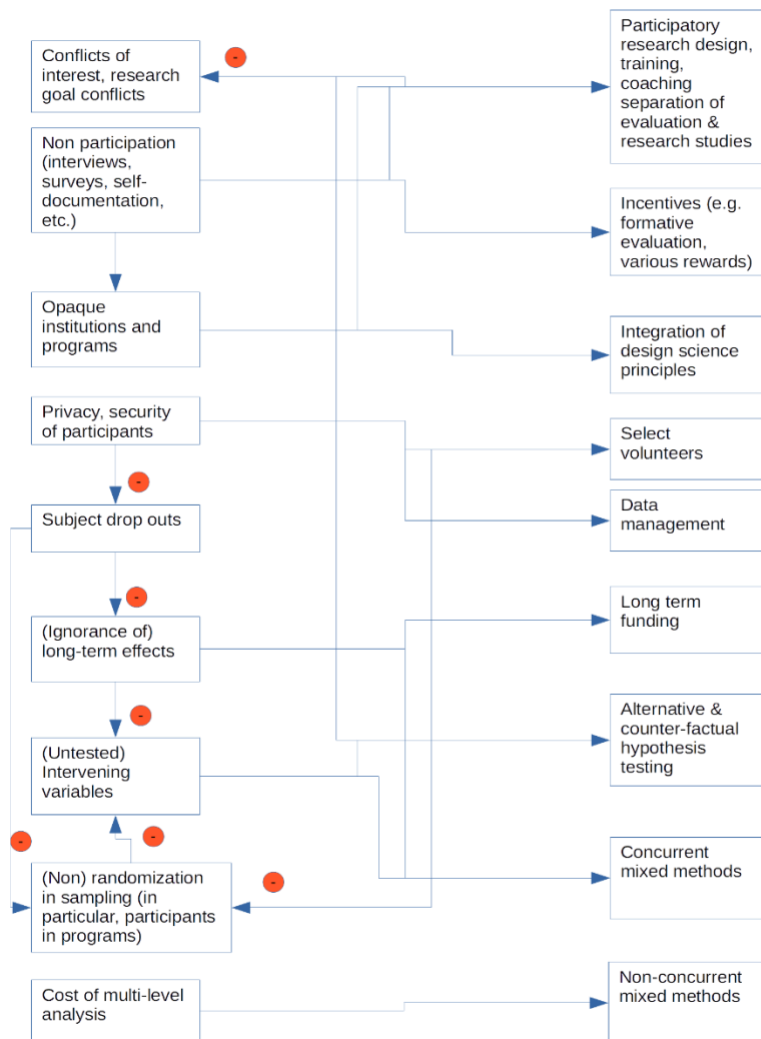 Conflicts of
interest, research
goal conflicts
-
Non participation
(interviews,
surveys, self-
documentation,
etc.)
Opaque
institutions and
programs
Privacy, security
of participants
-
Subject drop outs
-
(Ignorance of)
long-term effects
-
(Untested)
Intervening
variables
-
-
(Non) randomization
in sampling (in
particular, participants
in programs)
-
Cost of multi-level
analysis
Participatory
research design,
training,
coaching
separation of
evaluation &
research studies
Incentives (e.g.
formative
evaluation,
various rewards)
Integration of
design science
principles
Select
volunteers
Data
management
Long term
funding
Alternative &
counter-factual
hypothesis
testing
Concurrent
mixed methods
Non-concurrent
mixed methods